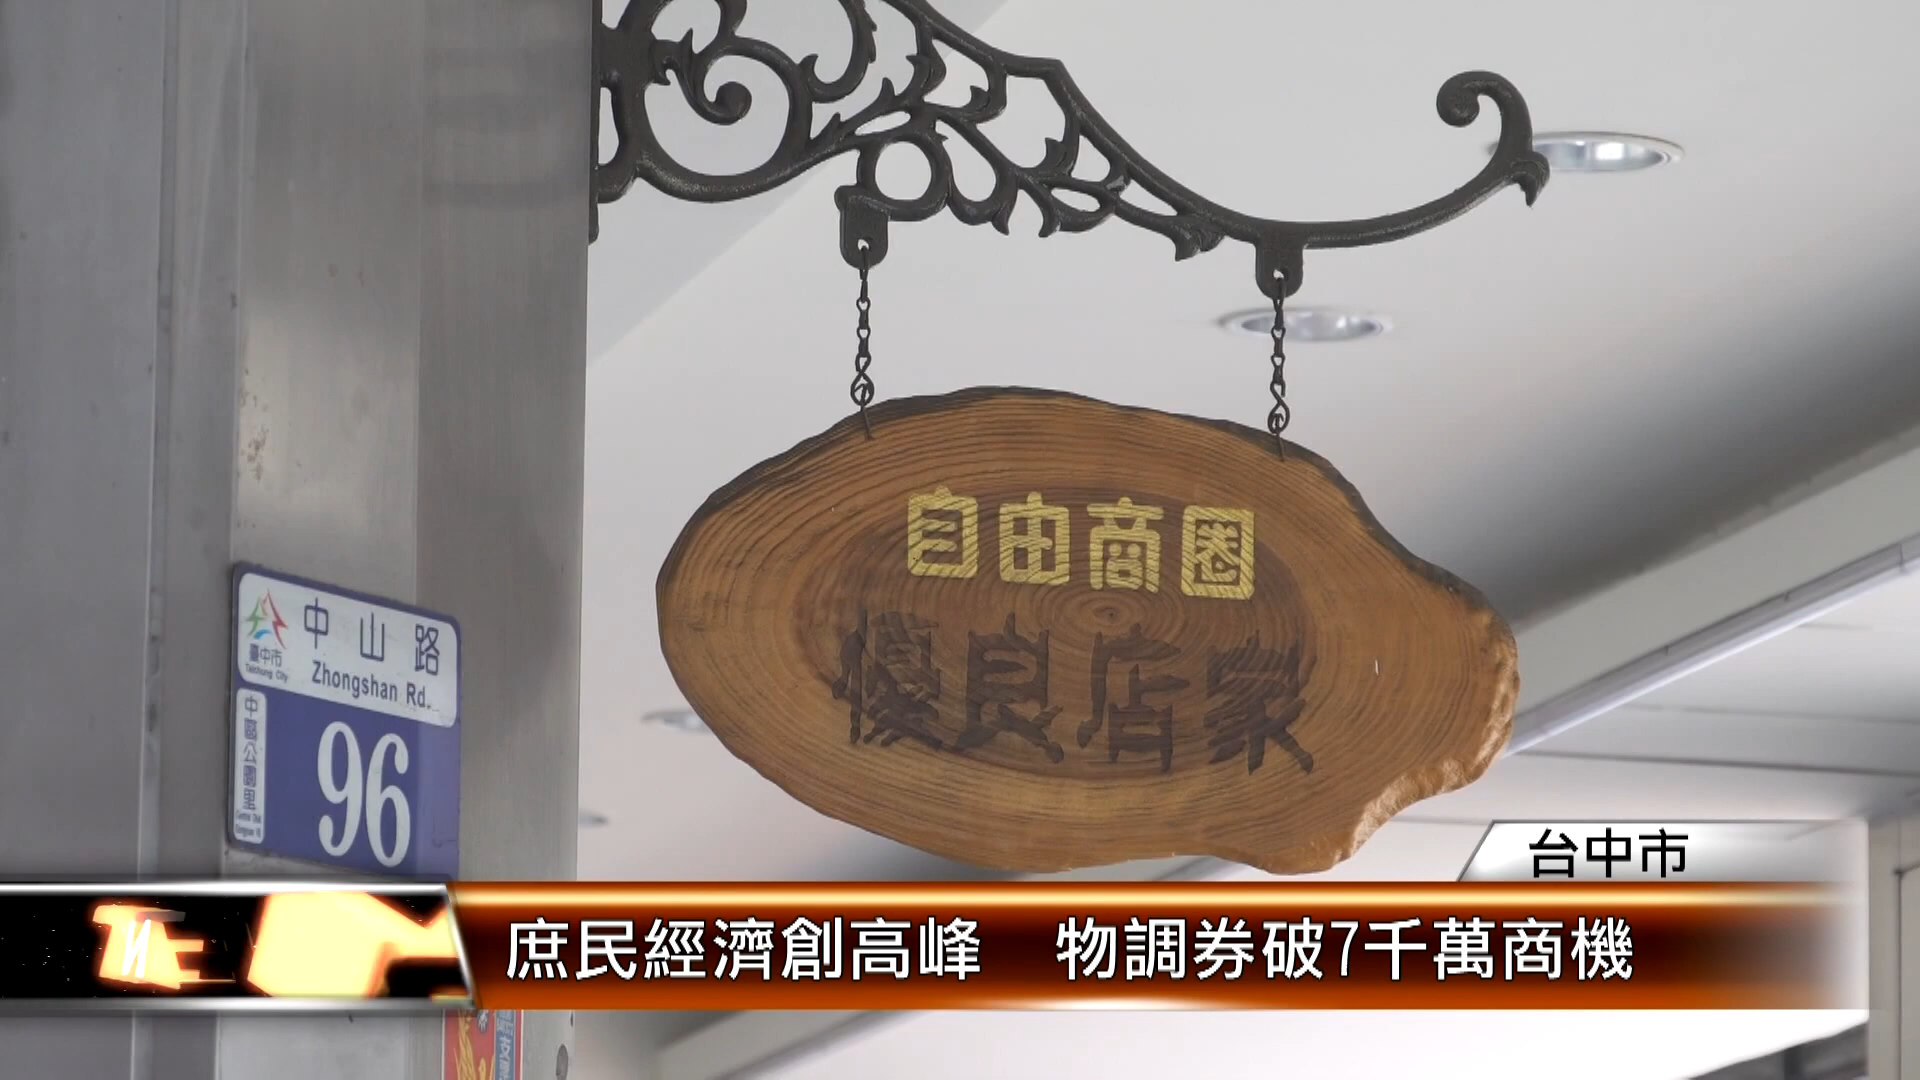 自由商圈
優良店家
中山路
Zhongshan Rd.
臺中市
Taichung City
中區公園里
96
台中市
庶民經濟創高峰 物調券破7千萬商機